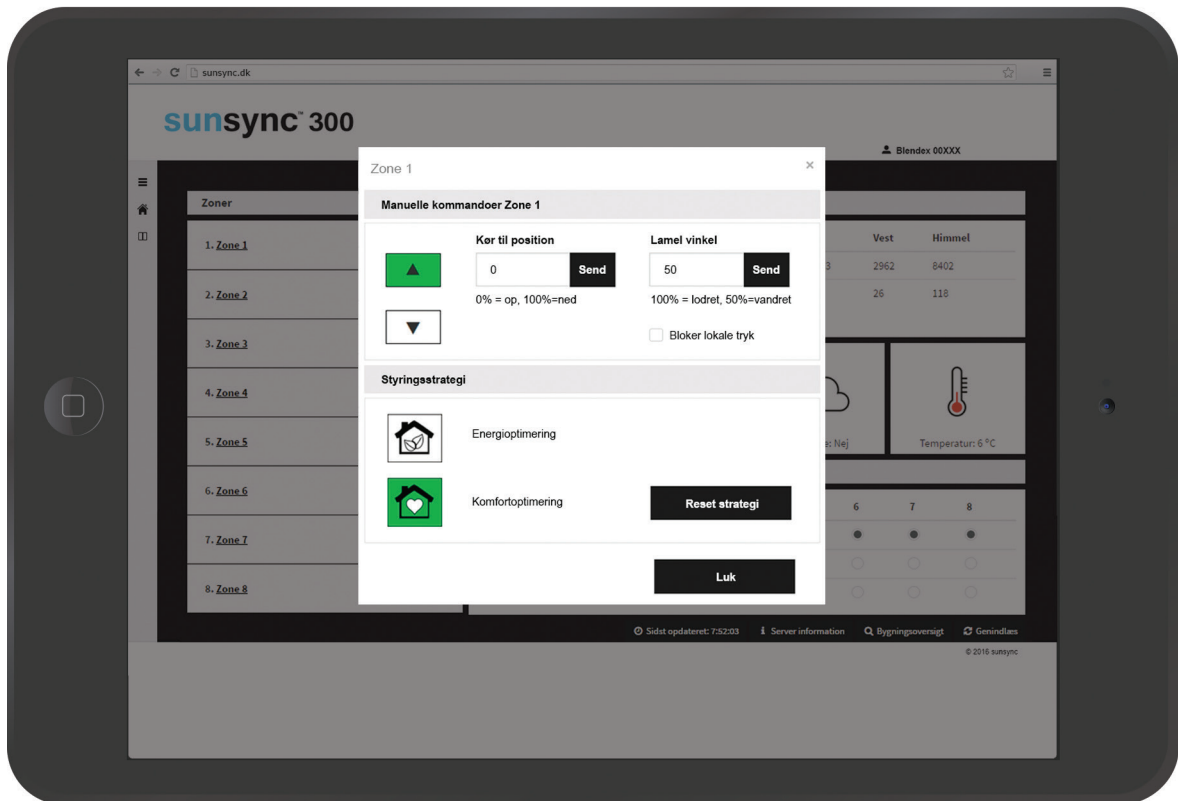 sunsync.dk
sunsync™ 300
Blendex 00XXX
Zone 1 ×
Manuelle kommandoer Zone 1
Kør til position Lamel vinkel
0 Send 50 Send
0% = op, 100%=ned 100% = lodret, 50%=vandret
Bloker lokale tryk
Styringsstrategi
Energioptimering
Komfortoptimering Reset strategi
Luk
Zoner
1. Zone 1
2. Zone 2
3. Zone 3
4. Zone 4
5. Zone 5
6. Zone 6
7. Zone 7
8. Zone 8
Vest Himmel
3 2962 8402
26 118
e: Nej Temperatur: 6 °C
6 7 8
Sidst opdateret: 7:52:03 Server information Bygningsoversigt Genindlæs
© 2016 sunsync